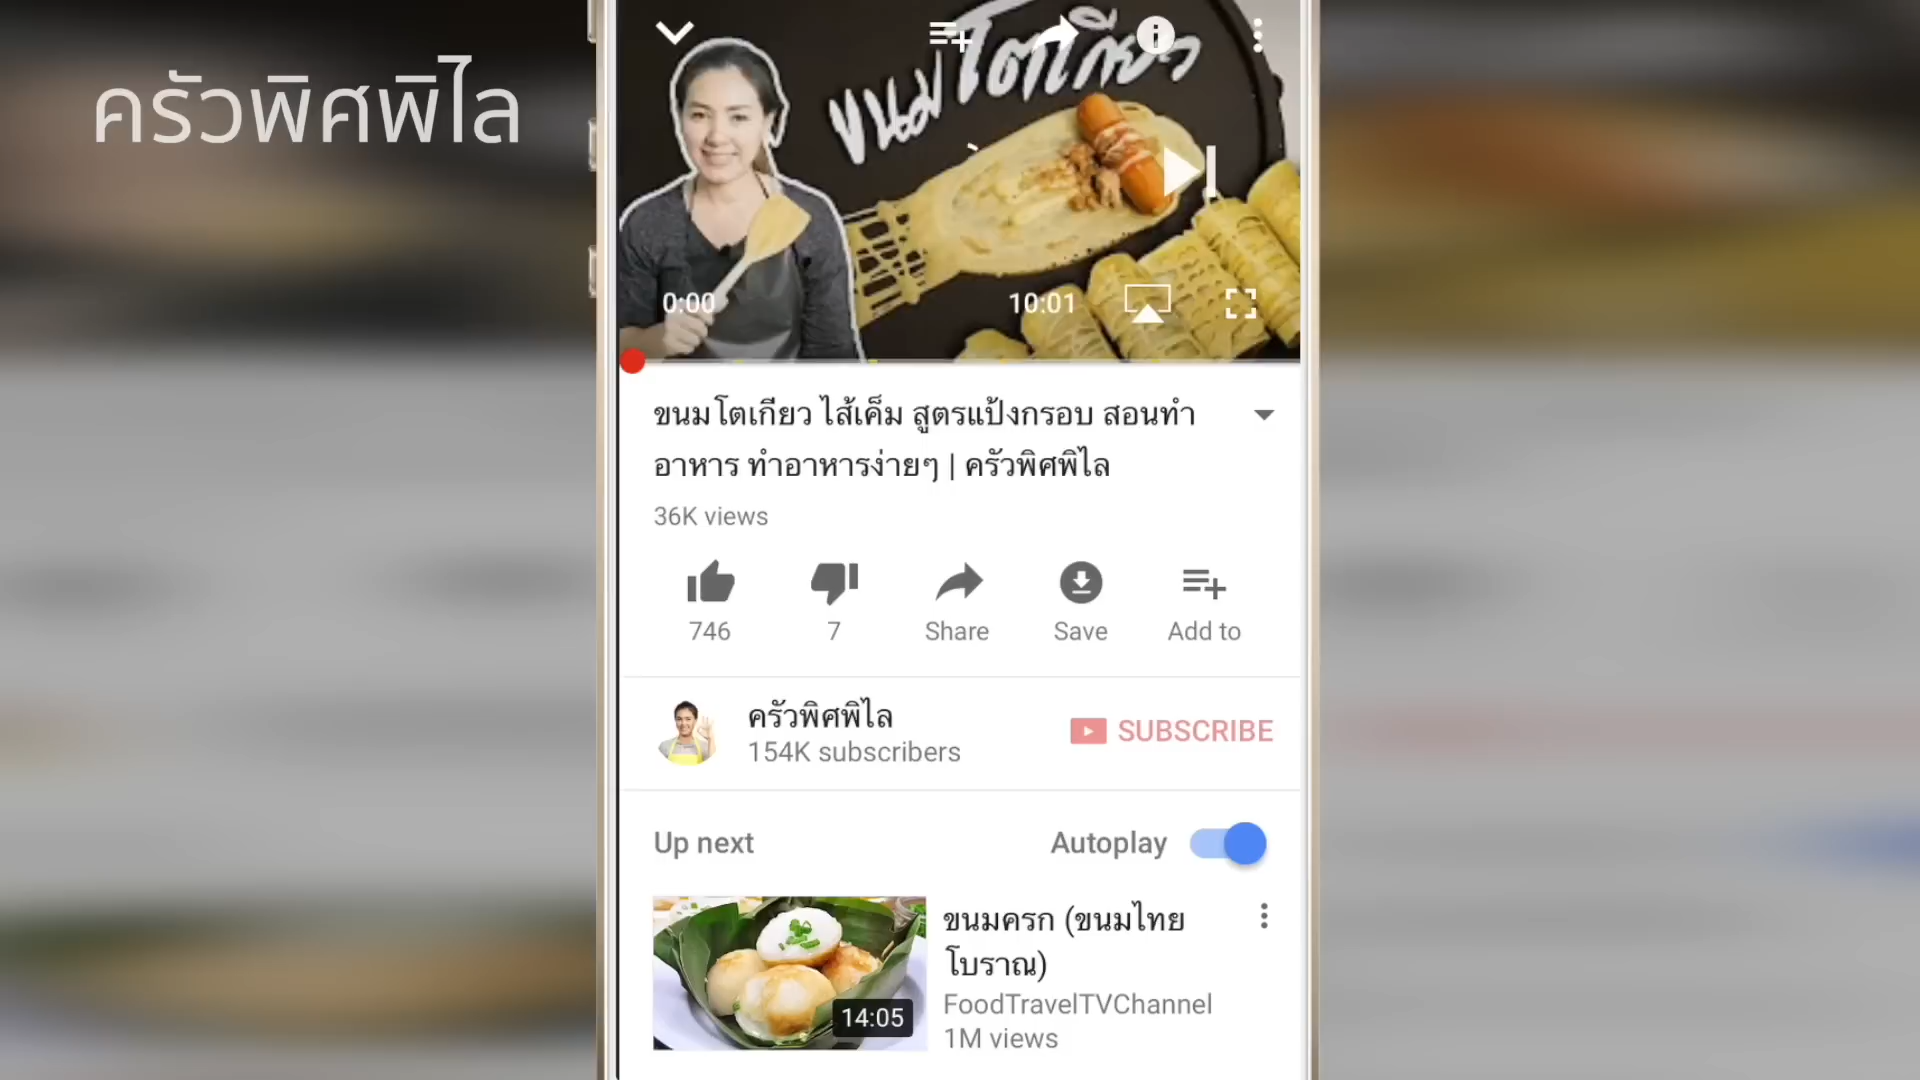 ครัวพิศพิไล
ขนมโตเกียว
0:00
10:01
ขนมโตเกียว ไส้เค็ม สูตรแป้งกรอบ สอนทำ
อาหาร ทำอาหารง่ายๆ | ครัวพิศพิไล
36K views
746
7
Share
Save
Add to
ครัวพิศพิไล
154K subscribers
SUBSCRIBE
Up next
Autoplay
ขนมครก (ขนมไทย
โบราณ)
FoodTravelTVChannel
1M views
14:05